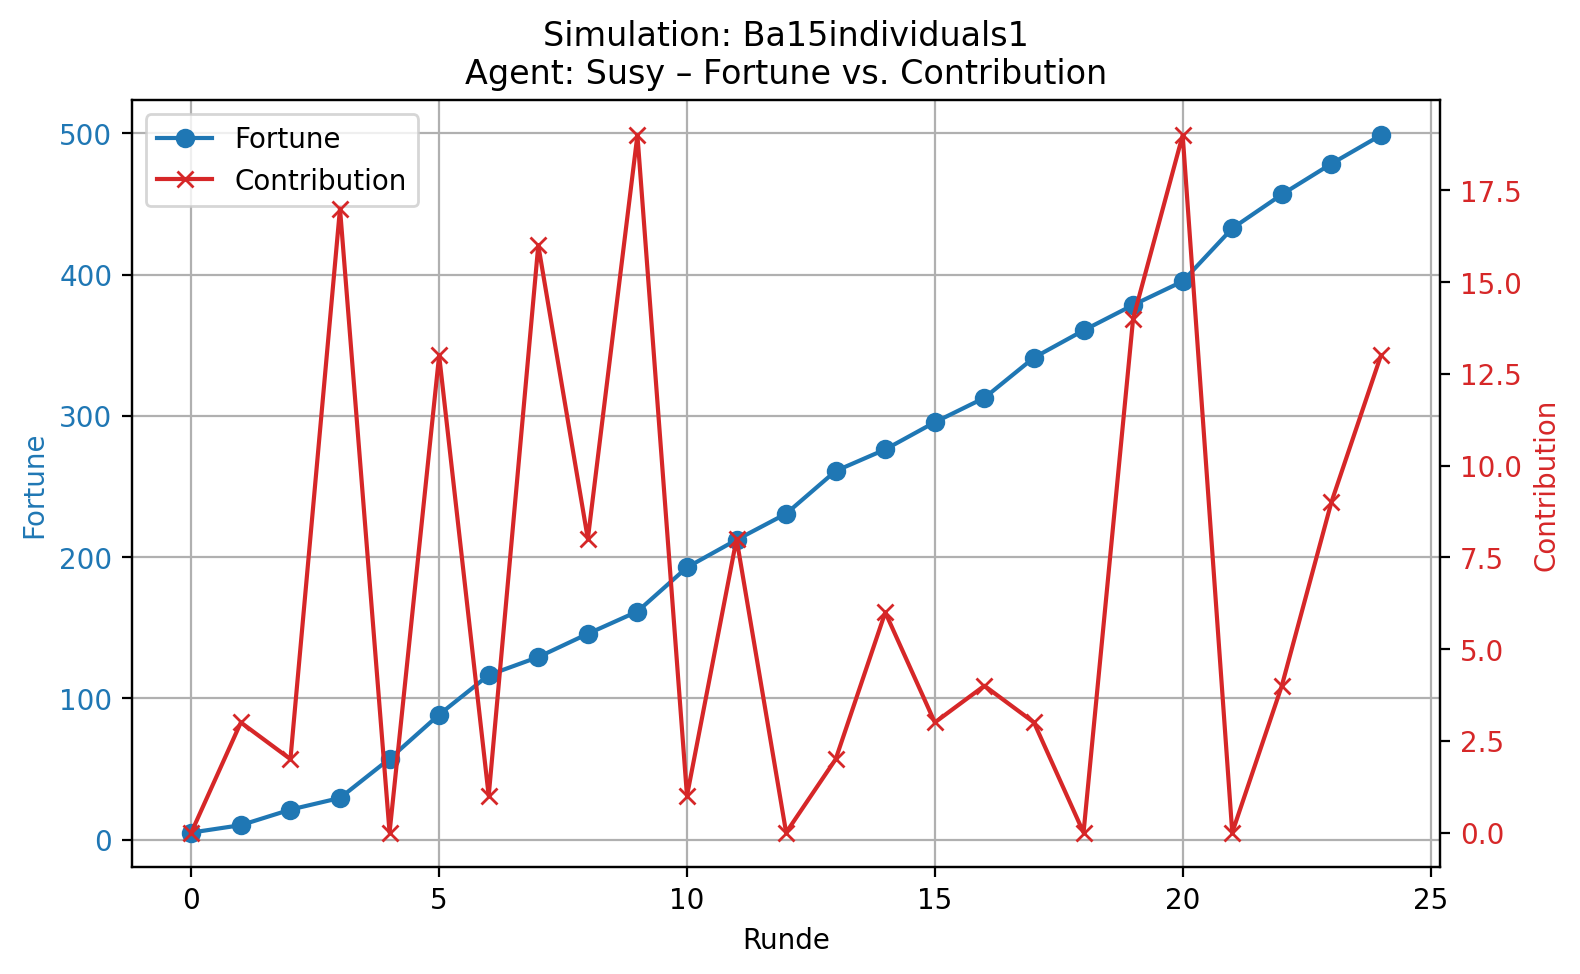 Simulation: Ba15individuals1
Agent: Susy – Fortune vs. Contribution
Fortune
Contribution
500
400
300
200
100
0
Fortune
17.5
15.0
12.5
10.0
7.5
5.0
2.5
0.0
Contribution
0 5 10 15 20 25
Runde